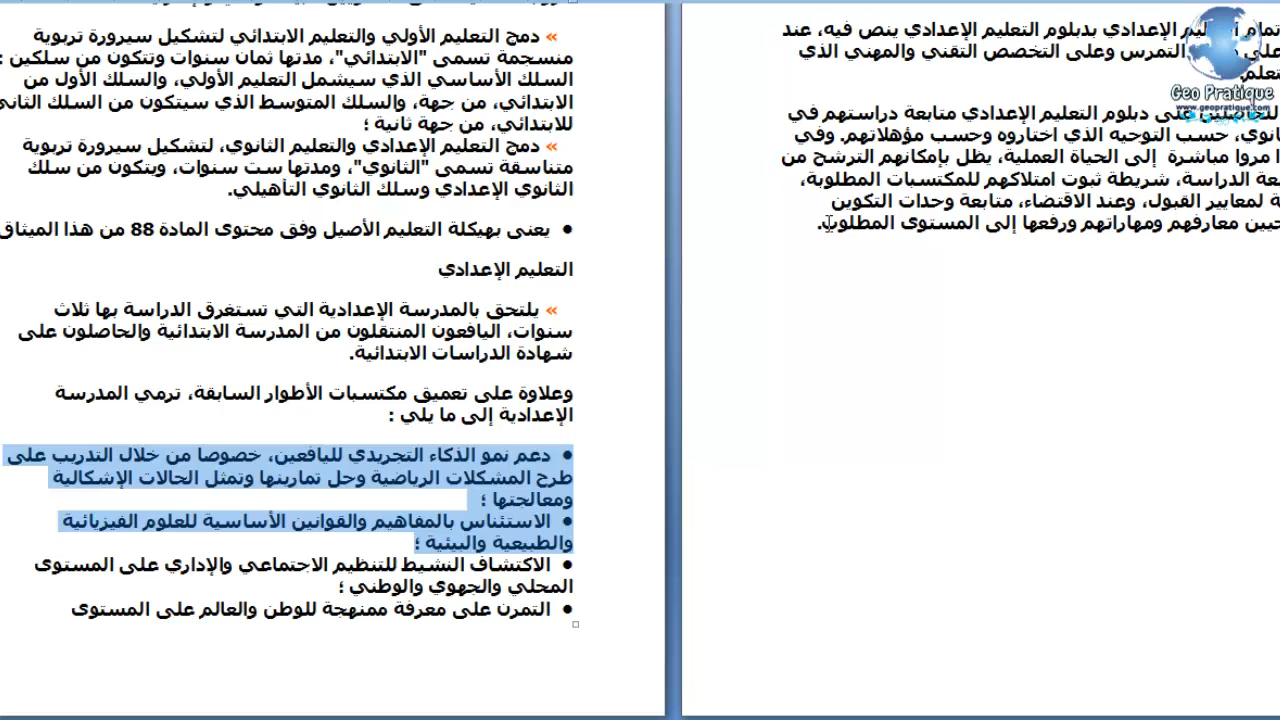 « دمج التعليم الأولي والتعليم الابتدائي لتشكيل سيرورة تربوية
منسجمة تسمى "الابتدائي"، مدتها ثمان سنوات وتتكون من سلكين :
السلك الأساسي الذي سيشمل التعليم الأولي، والسلك الأول من
الابتدائي، من جهة، والسلك المتوسط الذي سيتكون من السلك الثاني
للابتدائي، من جهة ثانية ؛
« دمج التعليم الإعدادي والتعليم الثانوي، لتشكيل سيرورة تربوية
متناسقة تسمى "الثانوي"، ومدتها ست سنوات، ويتكون من سلك
الثانوي الإعدادي وسلك الثانوي التأهيلي.
● يعنى بهيكلة التعليم الأصيل وفق محتوى المادة 88 من هذا الميثاق
التعليم الإعدادي
« يلتحق بالمدرسة الإعدادية التي تستغرق الدراسة بها ثلاث
سنوات، اليافعون المنتقلون من المدرسة الابتدائية والحاصلون على
شهادة الدراسات الابتدائية.
وعلاوة على تعميق مكتسبات الأطوار السابقة، ترمي المدرسة
الإعدادية إلى ما يلي :
● دعم نمو الذكاء التجريدي لليافعين، خصوصا من خلال التدريب على
طرح المشكلات الرياضية وحل تمارينها وتمثل الحالات الإشكالية
ومعالجتها ؛
● الاستئناس بالمفاهيم والقوانين الأساسية للعلوم الفيزيائية
والطبيعية والبيئية ؛
● الاكتشاف النشيط للتنظيم الاجتماعي والإداري على المستوى
المحلي والجهوي والوطني ؛
● التمرن على معرفة ممنهجة للوطن والعالم على المستوى
الإعدادي بدبلوم التعليم الإعدادي ينص فيه، عند
التمرس وعلى التخصص التقني والمهني الذي
على دبلوم التعليم الإعدادي متابعة دراستهم في
حسب التوجيه الذي اختاروه وحسب مؤهلاتهم. وفي
مروا مباشرة إلى الحياة العملية، يظل بإمكانهم الترشح من
الدراسة، شريطة ثبوت امتلاكهم للمكتسبات المطلوبة،
لمعايير القبول، وعند الاقتضاء، متابعة وحدات التكوين
معارفهم ومهاراتهم ورفعها إلى المستوى المطلوب.
Geo Pratique
www.geopratique.com